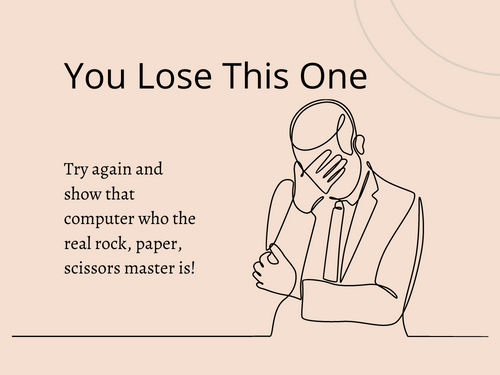 You Lose This One
Try again and
show that
computer who the
real rock, paper,
scissors master is!